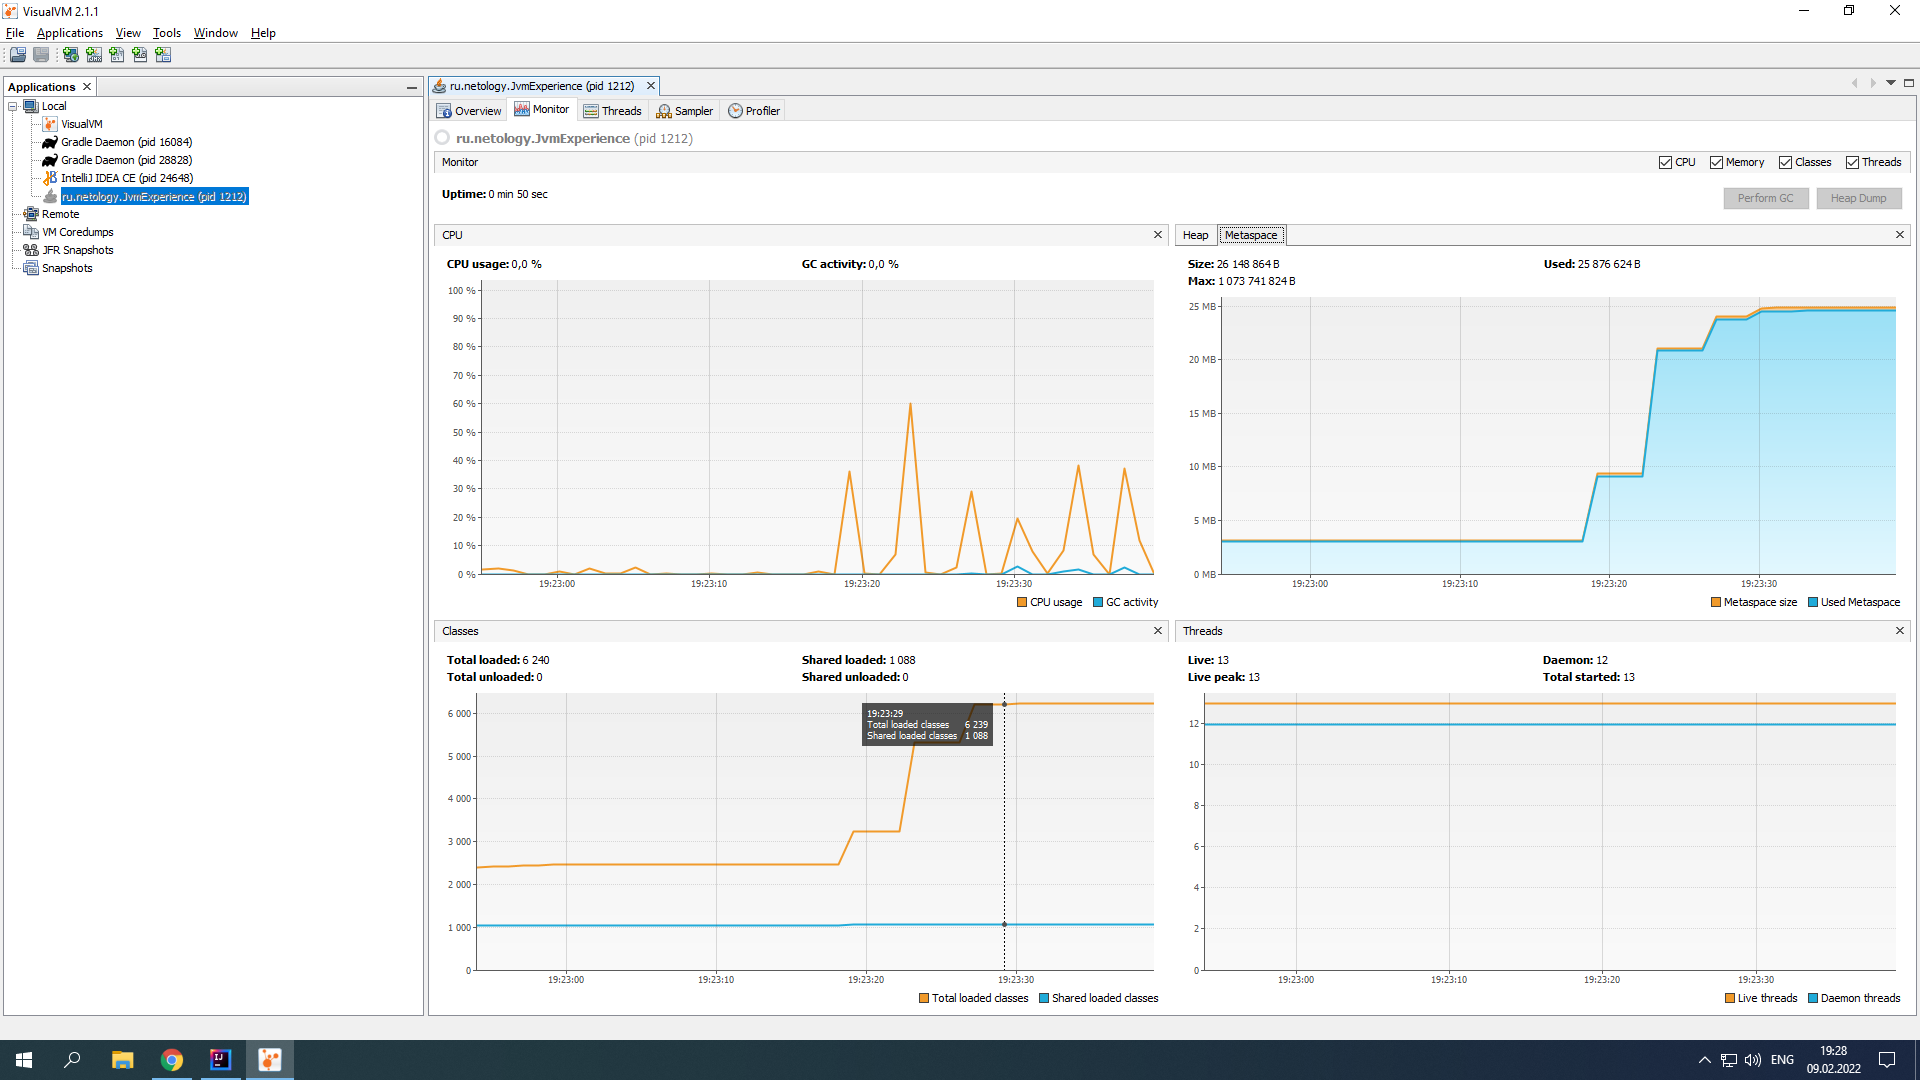 VisualVM 2.1.1
File Applications View Tools Window Help
Applications
Local
VisualVM
Gradle Daemon (pid 16084)
Gradle Daemon (pid 28828)
IntelliJ IDEA CE (pid 24648)
ru.netology.JvmExperience (pid 1212)
Remote
VM Coredumps
JFR Snapshots
Snapshots
ru.netology.JvmExperience (pid 1212)
Overview Monitor Threads Sampler Profiler
ru.netology.JvmExperience (pid 1212)
Monitor CPU Memory Classes Threads
Uptime: 0 min 50 sec
Perform GC Heap Dump
CPU
CPU usage: 0,0 % GC activity: 0,0 %
100 %
90 %
80 %
70 %
60 %
50 %
40 %
30 %
20 %
10 %
0 %
19:23:00 19:23:10 19:23:20 19:23:30
CPU usage GC activity
Heap Metaspace
Size: 26 148 864 B Used: 25 876 624 B
Max: 1 073 741 824 B
25 MB
20 MB
15 MB
10 MB
5 MB
0 MB
19:23:00 19:23:10 19:23:20 19:23:30
Metaspace size Used Metaspace
Classes
Total loaded: 6 240 Shared loaded: 1 088
Total unloaded: 0 Shared unloaded: 0
6 000
5 000
4 000
3 000
2 000
1 000
0
19:23:29
Total loaded classes 6 239
Shared loaded classes 1 088
19:23:00 19:23:10 19:23:20 19:23:30
Total loaded classes Shared loaded classes
Threads
Live: 13 Daemon: 12
Live peak: 13 Total started: 13
12
10
8
6
4
2
0
19:23:00 19:23:10 19:23:20 19:23:30
Live threads Daemon threads
IJ
ENG
19:28
09.02.2022